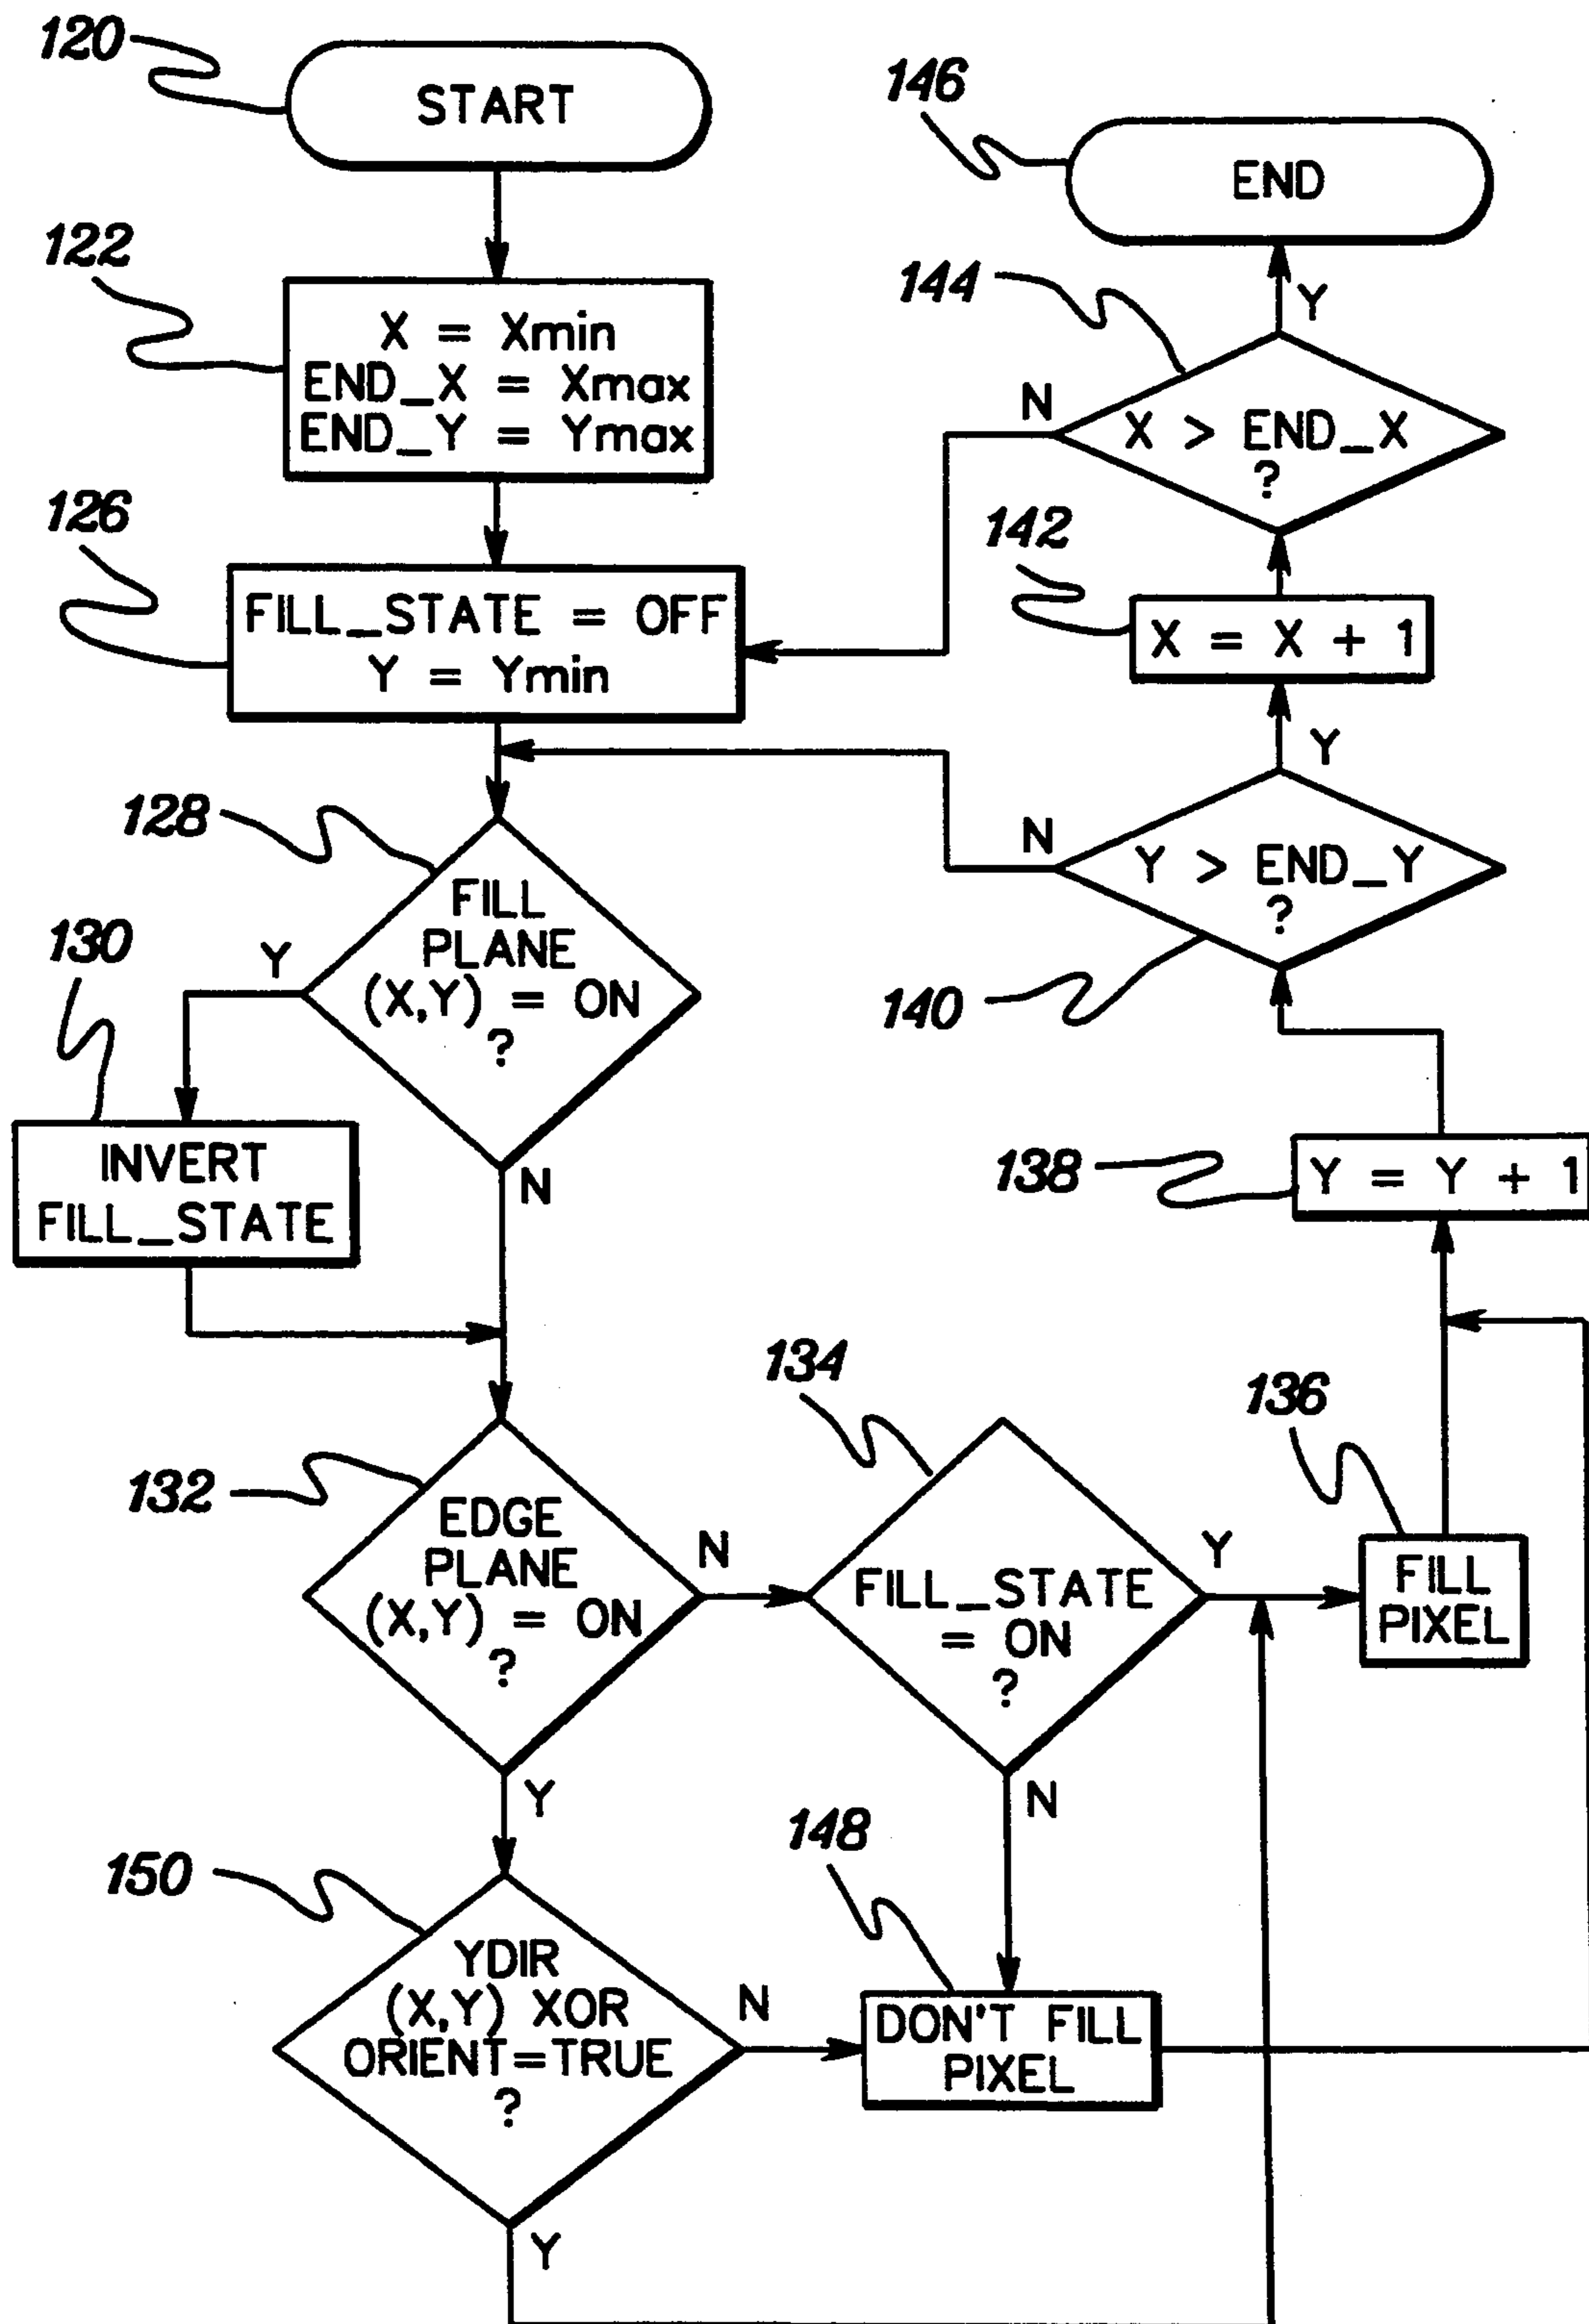 120
START
122
X = Xmin
END_X = Xmax
END_Y = Ymax
126
FILL_STATE = OFF
Y = Ymin
128
FILL
PLANE
(X,Y) = ON
?
Y
N
130
INVERT
FILL_STATE
132
EDGE
PLANE
(X,Y) = ON
?
N
Y
134
FILL_STATE
= ON
?
Y
N
136
FILL
PIXEL
150
YDIR
(X,Y) XOR
ORIENT=TRUE
?
N
Y
148
DON'T FILL
PIXEL
138
Y = Y + 1
140
Y > END_Y
?
N
Y
142
X = X + 1
144
X > END_X
?
N
Y
146
END